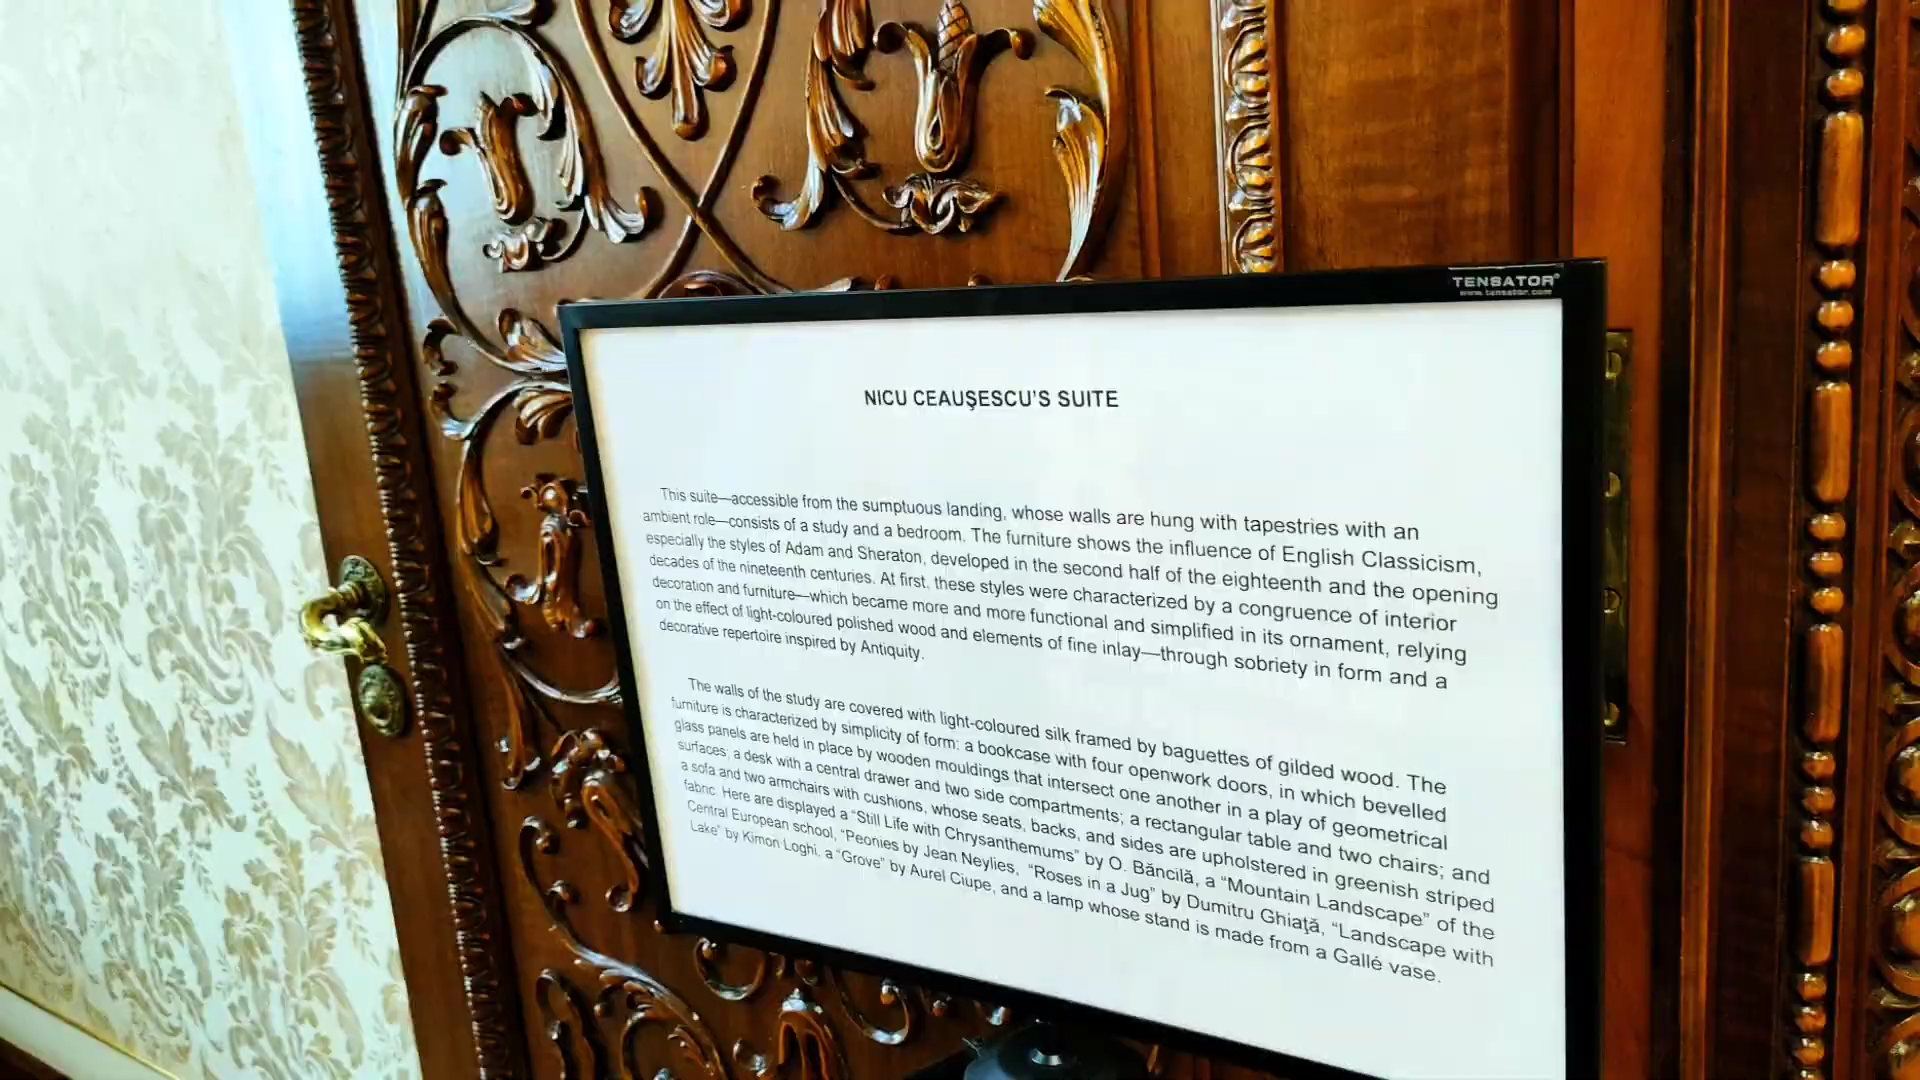 TENSATOR®
www.tensator.com
NICU CEAUŞESCU'S SUITE
This suite—accessible from the sumptuous landing, whose walls are hung with tapestries with an
ambient role—consists of a study and a bedroom. The furniture shows the influence of English Classicism,
especially the styles of Adam and Sheraton, developed in the second half of the eighteenth and the opening
decades of the nineteenth centuries. At first, these styles were characterized by a congruence of interior
decoration and furniture—which became more and more functional and simplified in its ornament, relying
on the effect of light-coloured polished wood and elements of fine inlay—through sobriety in form and a
decorative repertoire inspired by Antiquity.
The walls of the study are covered with light-coloured silk framed by baguettes of gilded wood. The
furniture is characterized by simplicity of form: a bookcase with four openwork doors, in which bevelled
glass panels are held in place by wooden mouldings that intersect one another in a play of geometrical
surfaces; a desk with a central drawer and two side compartments; a rectangular table and two chairs; and
a sofa and two armchairs with cushions, whose seats, backs, and sides are upholstered in greenish striped
fabric. Here are displayed a “Still Life with Chrysanthemums” by O. Băncilă, a “Mountain Landscape” of the
Central European school, “Peonies by Jean Neylies, “Roses in a Jug” by Dumitru Ghiaţă, “Landscape with
Lake” by Kimon Loghi, a “Grove” by Aurel Ciupe, and a lamp whose stand is made from a Gallé vase.